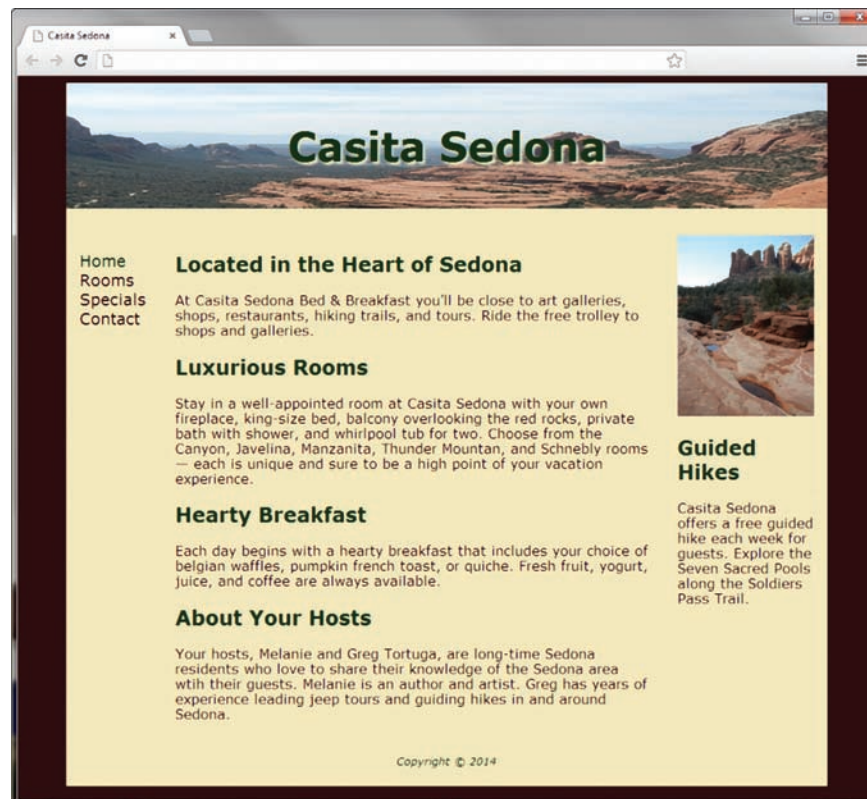 Casita Sedona
Casita Sedona
Home
Rooms
Specials
Contact
Located in the Heart of Sedona
At Casita Sedona Bed & Breakfast you'll be close to art galleries,
shops, restaurants, hiking trails, and tours. Ride the free trolley to
shops and galleries.
Luxurious Rooms
Stay in a well-appointed room at Casita Sedona with your own
fireplace, king-size bed, balcony overlooking the red rocks, private
bath with shower, and whirlpool tub for two. Choose from the
Canyon, Javelina, Manzanita, Thunder Mountan, and Schnebly rooms
— each is unique and sure to be a high point of your vacation
experience.
Hearty Breakfast
Each day begins with a hearty breakfast that includes your choice of
belgian waffles, pumpkin french toast, or quiche. Fresh fruit, yogurt,
juice, and coffee are always available.
About Your Hosts
Your hosts, Melanie and Greg Tortuga, are long-time Sedona
residents who love to share their knowledge of the Sedona area
wtih their guests. Melanie is an author and artist. Greg has years of
experience leading jeep tours and guiding hikes in and around
Sedona.
Guided
Hikes
Casita Sedona
offers a free guided
hike each week for
guests. Explore the
Seven Sacred Pools
along the Soldiers
Pass Trail.
Copyright © 2014